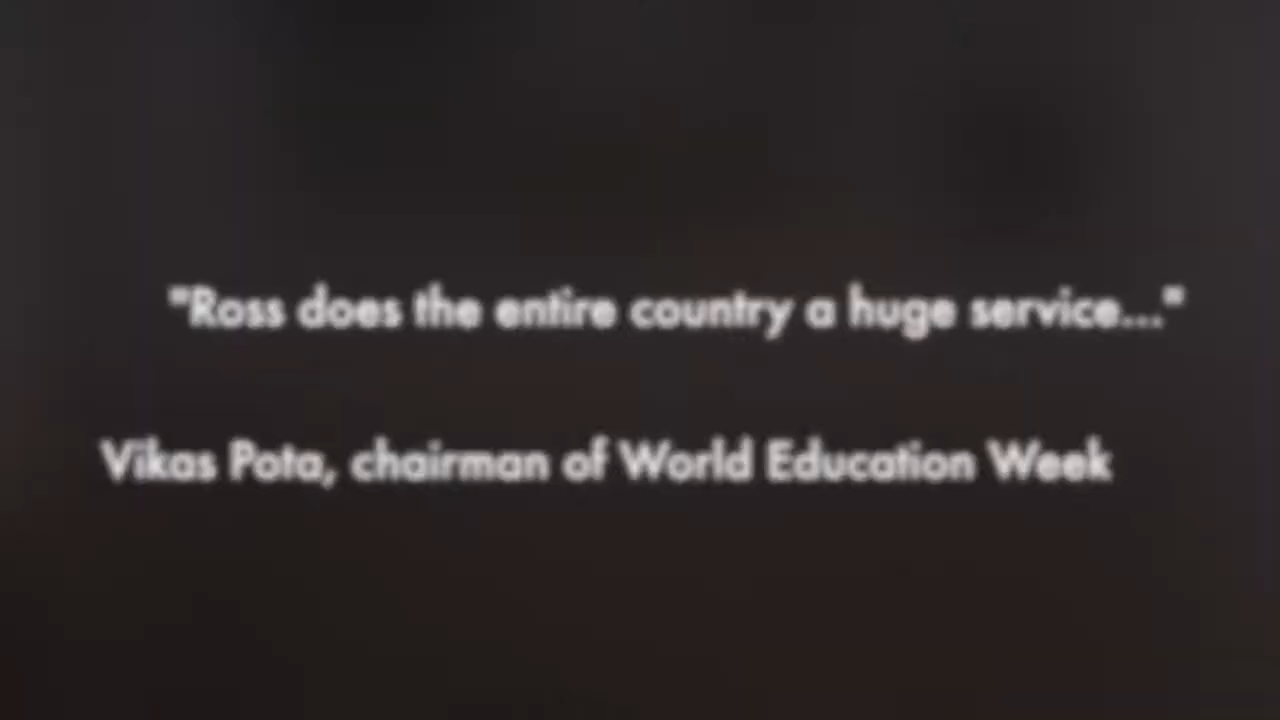 "Ross does the entire country a huge service..."
Vikas Pota, chairman of World Education Week